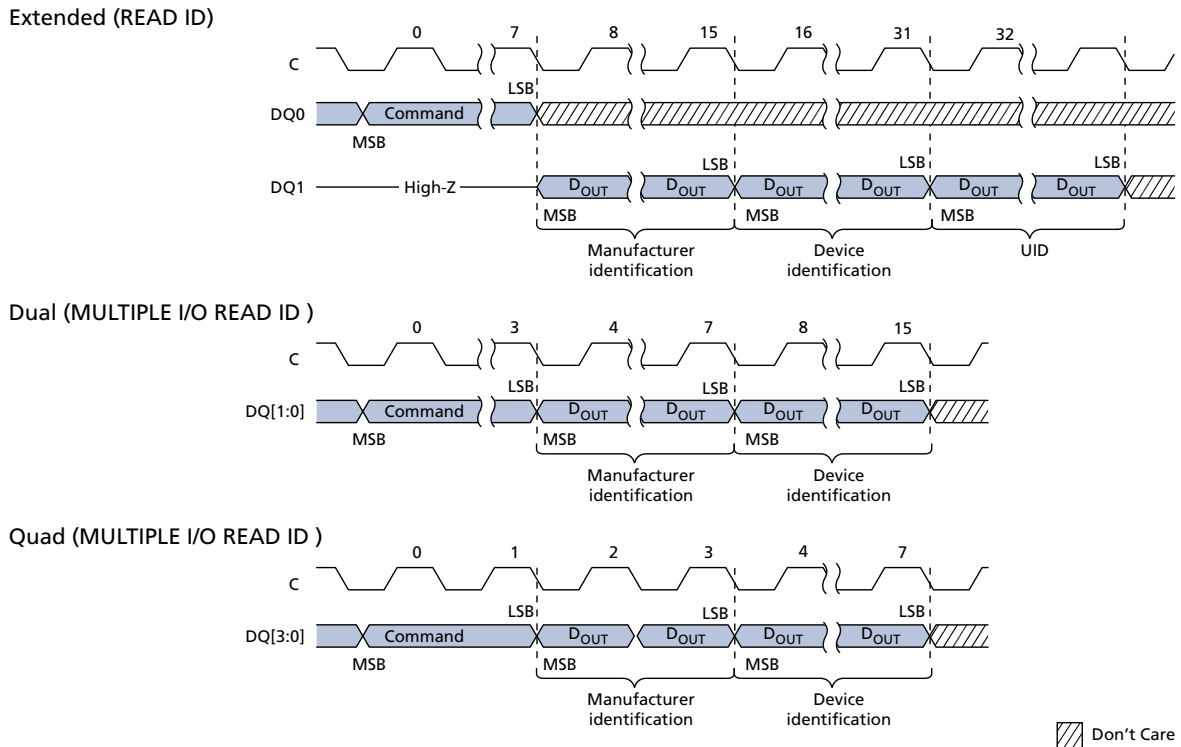 Extended (READ ID)
0 7 8 15 16 31 32
C
LSB
DQ0 Command
MSB
LSB LSB LSB
DQ1 High-Z DOUT DOUT DOUT DOUT DOUT DOUT
MSB MSB MSB
Manufacturer identification Device identification UID
Dual (MULTIPLE I/O READ ID )
0 3 4 7 8 15
C
LSB LSB LSB
DQ[1:0] Command DOUT DOUT DOUT DOUT
MSB MSB MSB
Manufacturer identification Device identification
Quad (MULTIPLE I/O READ ID )
0 1 2 3 4 7
C
LSB LSB LSB
DQ[3:0] Command DOUT DOUT DOUT DOUT
MSB MSB MSB
Manufacturer identification Device identification
Don't Care